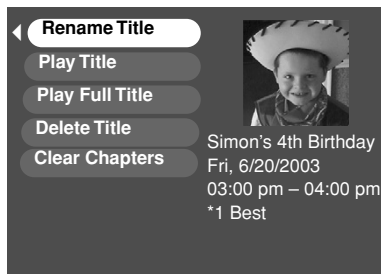 Rename Title
Play Title
Play Full Title
Delete Title
Clear Chapters
Simon's 4th Birthday
Fri, 6/20/2003
03:00 pm – 04:00 pm
*1 Best